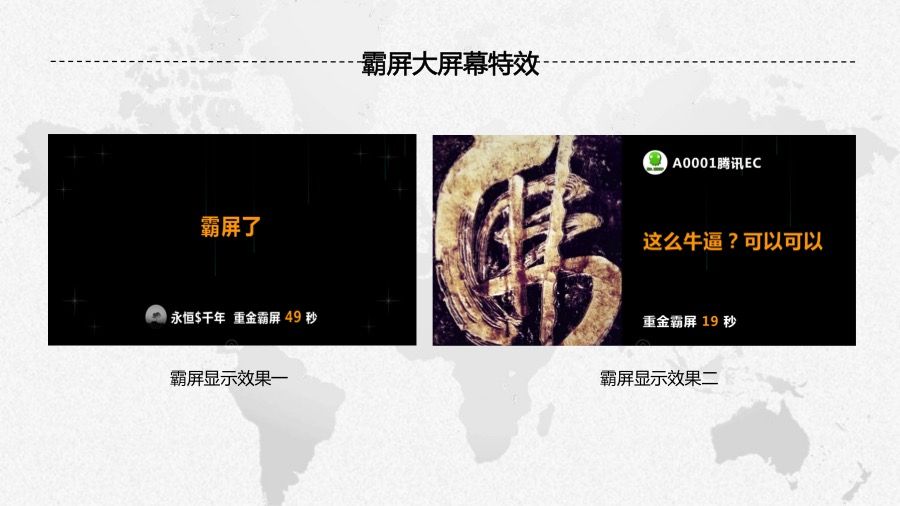 霸屏大屏幕特效
霸屏了
永恒$千年 重金霸屏 49 秒
A0001腾讯EC
这么牛逼？可以可以
重金霸屏 19 秒
霸屏显示效果一
霸屏显示效果二